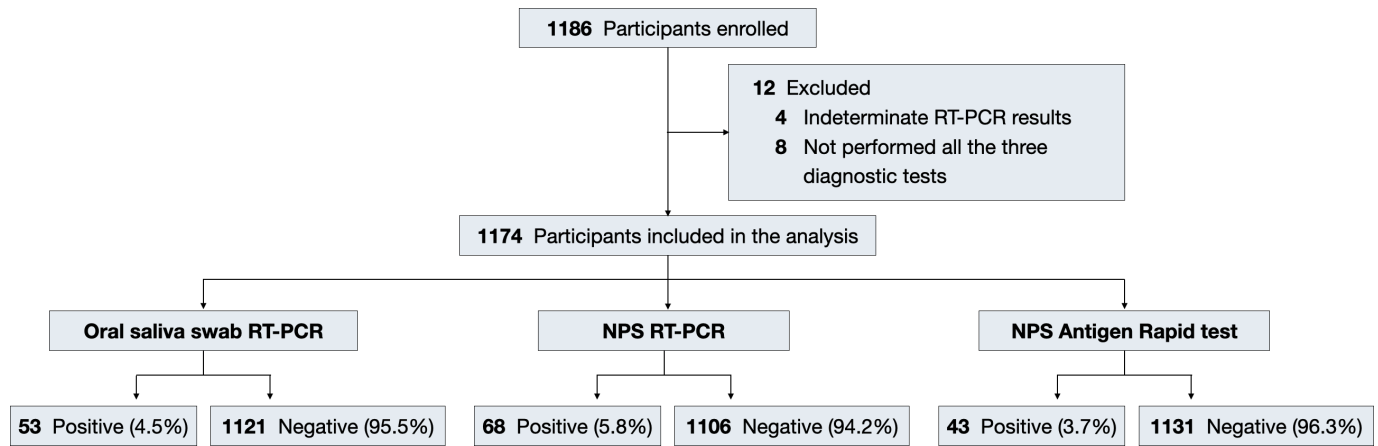 1186 Participants enrolled
12 Excluded
4 Indeterminate RT-PCR results
8 Not performed all the three
diagnostic tests
1174 Participants included in the analysis
Oral saliva swab RT-PCR
NPS RT-PCR
NPS Antigen Rapid test
53 Positive (4.5%)
1121 Negative (95.5%)
68 Positive (5.8%)
1106 Negative (94.2%)
43 Positive (3.7%)
1131 Negative (96.3%)